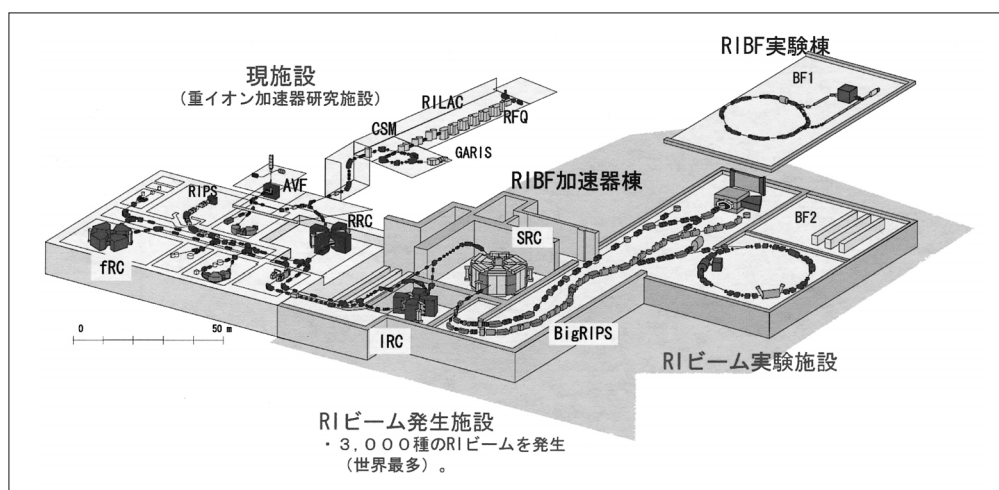 RIBF実験棟
BF1
現施設
(重イオン加速器研究施設)
RILAC
CSM
RFQ
GARIS
RIBF加速器棟
RIPS
AVF
RRC
SRC
BF2
fRC
0 50 m
IRC
BigRIPS
RIビーム実験施設
RIビーム発生施設
・3,000種のRIビームを発生
(世界最多)。